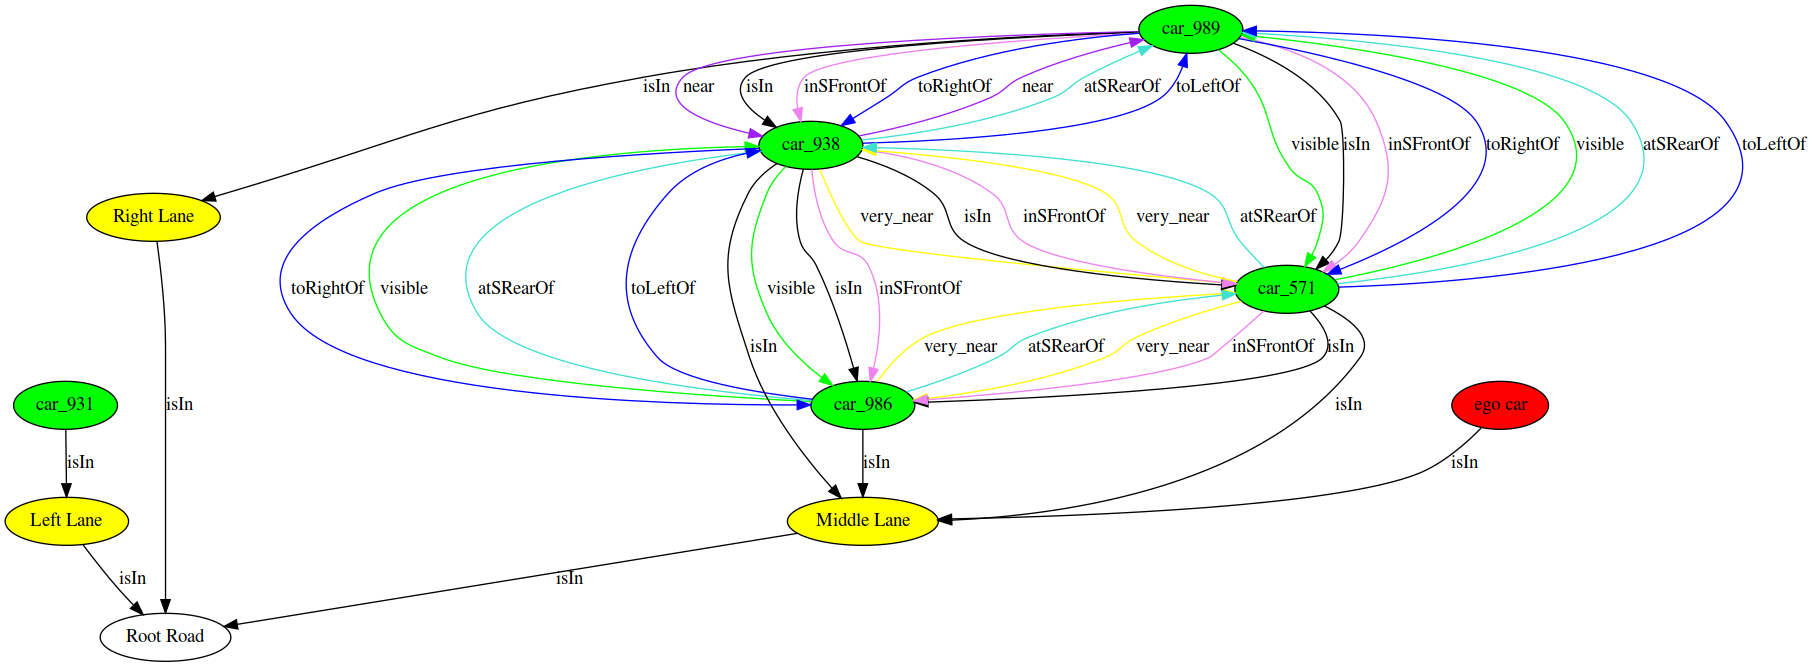 car_989
isIn near isIn inSFrontOf toRightOf near atSRearOf toLeftOf
car_938
visible isIn inSFrontOf toRightOf visible atSRearOf toLeftOf
Right Lane
very_near isIn inSFrontOf very_near atSRearOf
toRightOf visible atSRearOf toLeftOf visible isIn inSFrontOf
car_571
isIn very_near atSRearOf very_near inSFrontOf isIn
car_931
isIn
car_986
isIn
ego car
isIn isIn isIn
Left Lane
Middle Lane
isIn isIn
Root Road